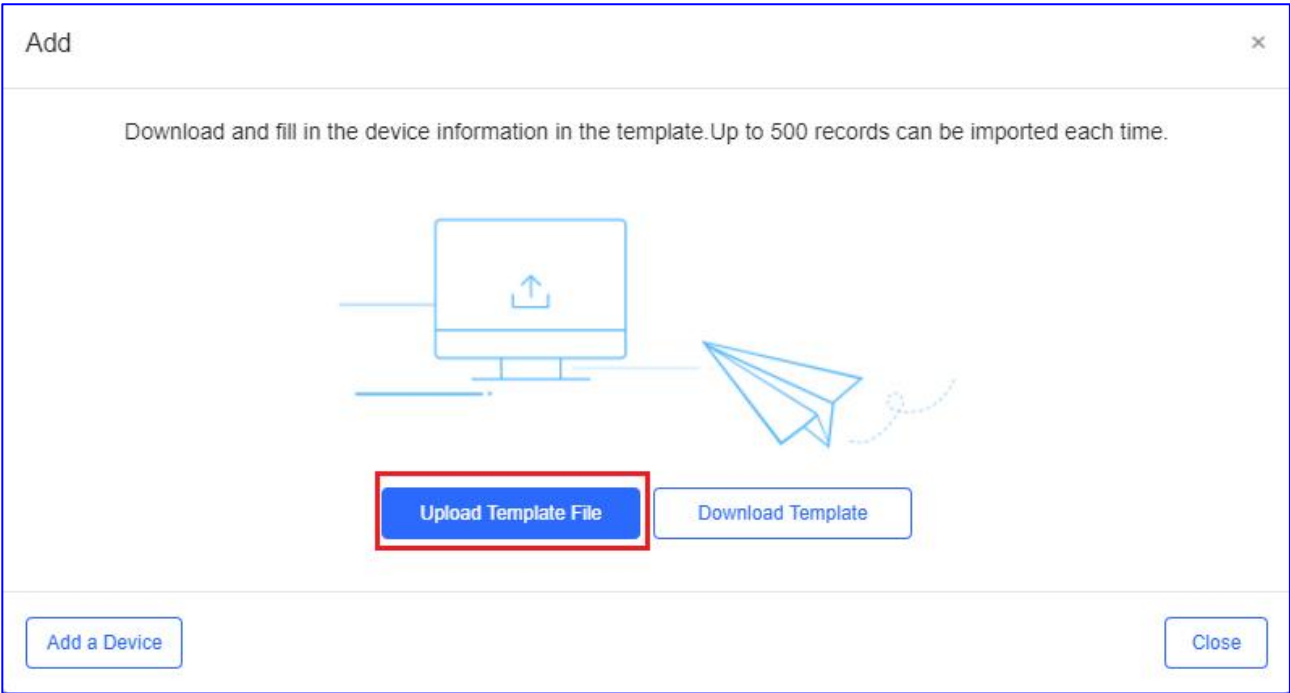 Add
×
Download and fill in the device information in the template.Up to 500 records can be imported each time.
Upload Template File
Download Template
Add a Device
Close